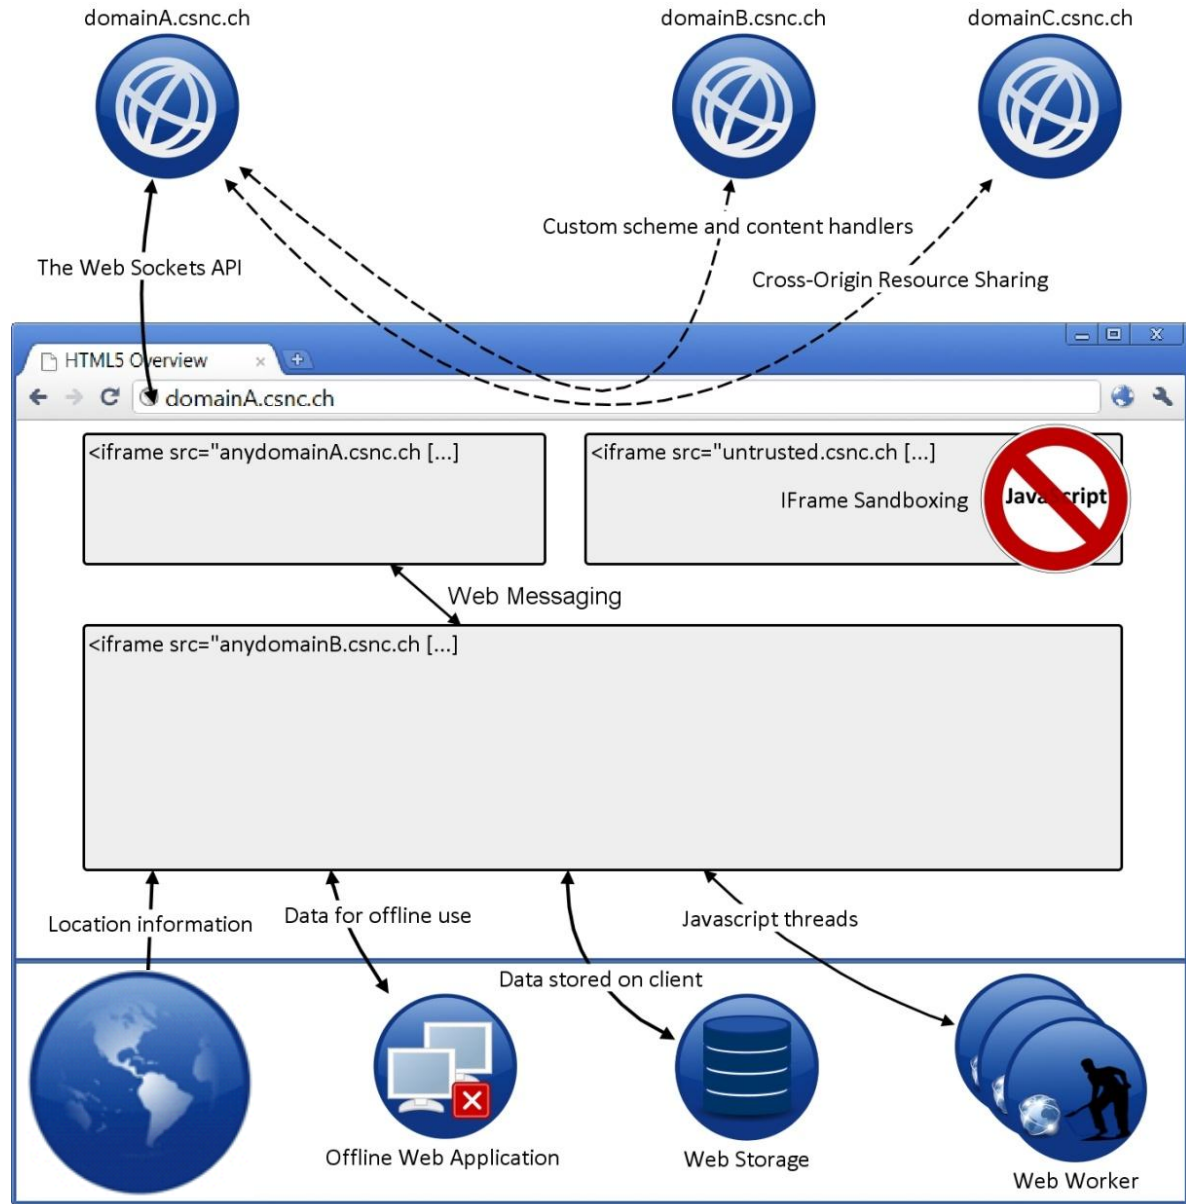 domainA.csnc.ch
domainB.csnc.ch
domainC.csnc.ch
Custom scheme and content handlers
The Web Sockets API
Cross-Origin Resource Sharing
HTML5 Overview
domainA.csnc.ch
<iframe src="anydomainA.csnc.ch [...]
<iframe src="untrusted.csnc.ch [...]
IFrame Sandboxing
JavaScript
Web Messaging
<iframe src="anydomainB.csnc.ch [...]
Location information
Data for offline use
Javascript threads
Data stored on client
Offline Web Application
Web Storage
Web Worker